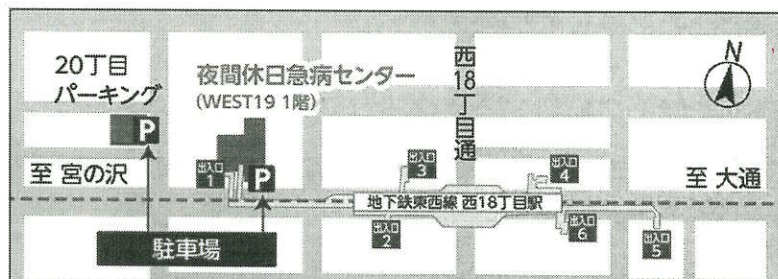 20丁目
パーキング
夜間休日急病センター
(WEST19 1階)
西18丁目通
N
P
出入口
1
P
出入口
3
出入口
4
至 宮の沢
至 大通
地下鉄東西線 西18丁目駅
出入口
2
出入口
6
出入口
5
駐車場